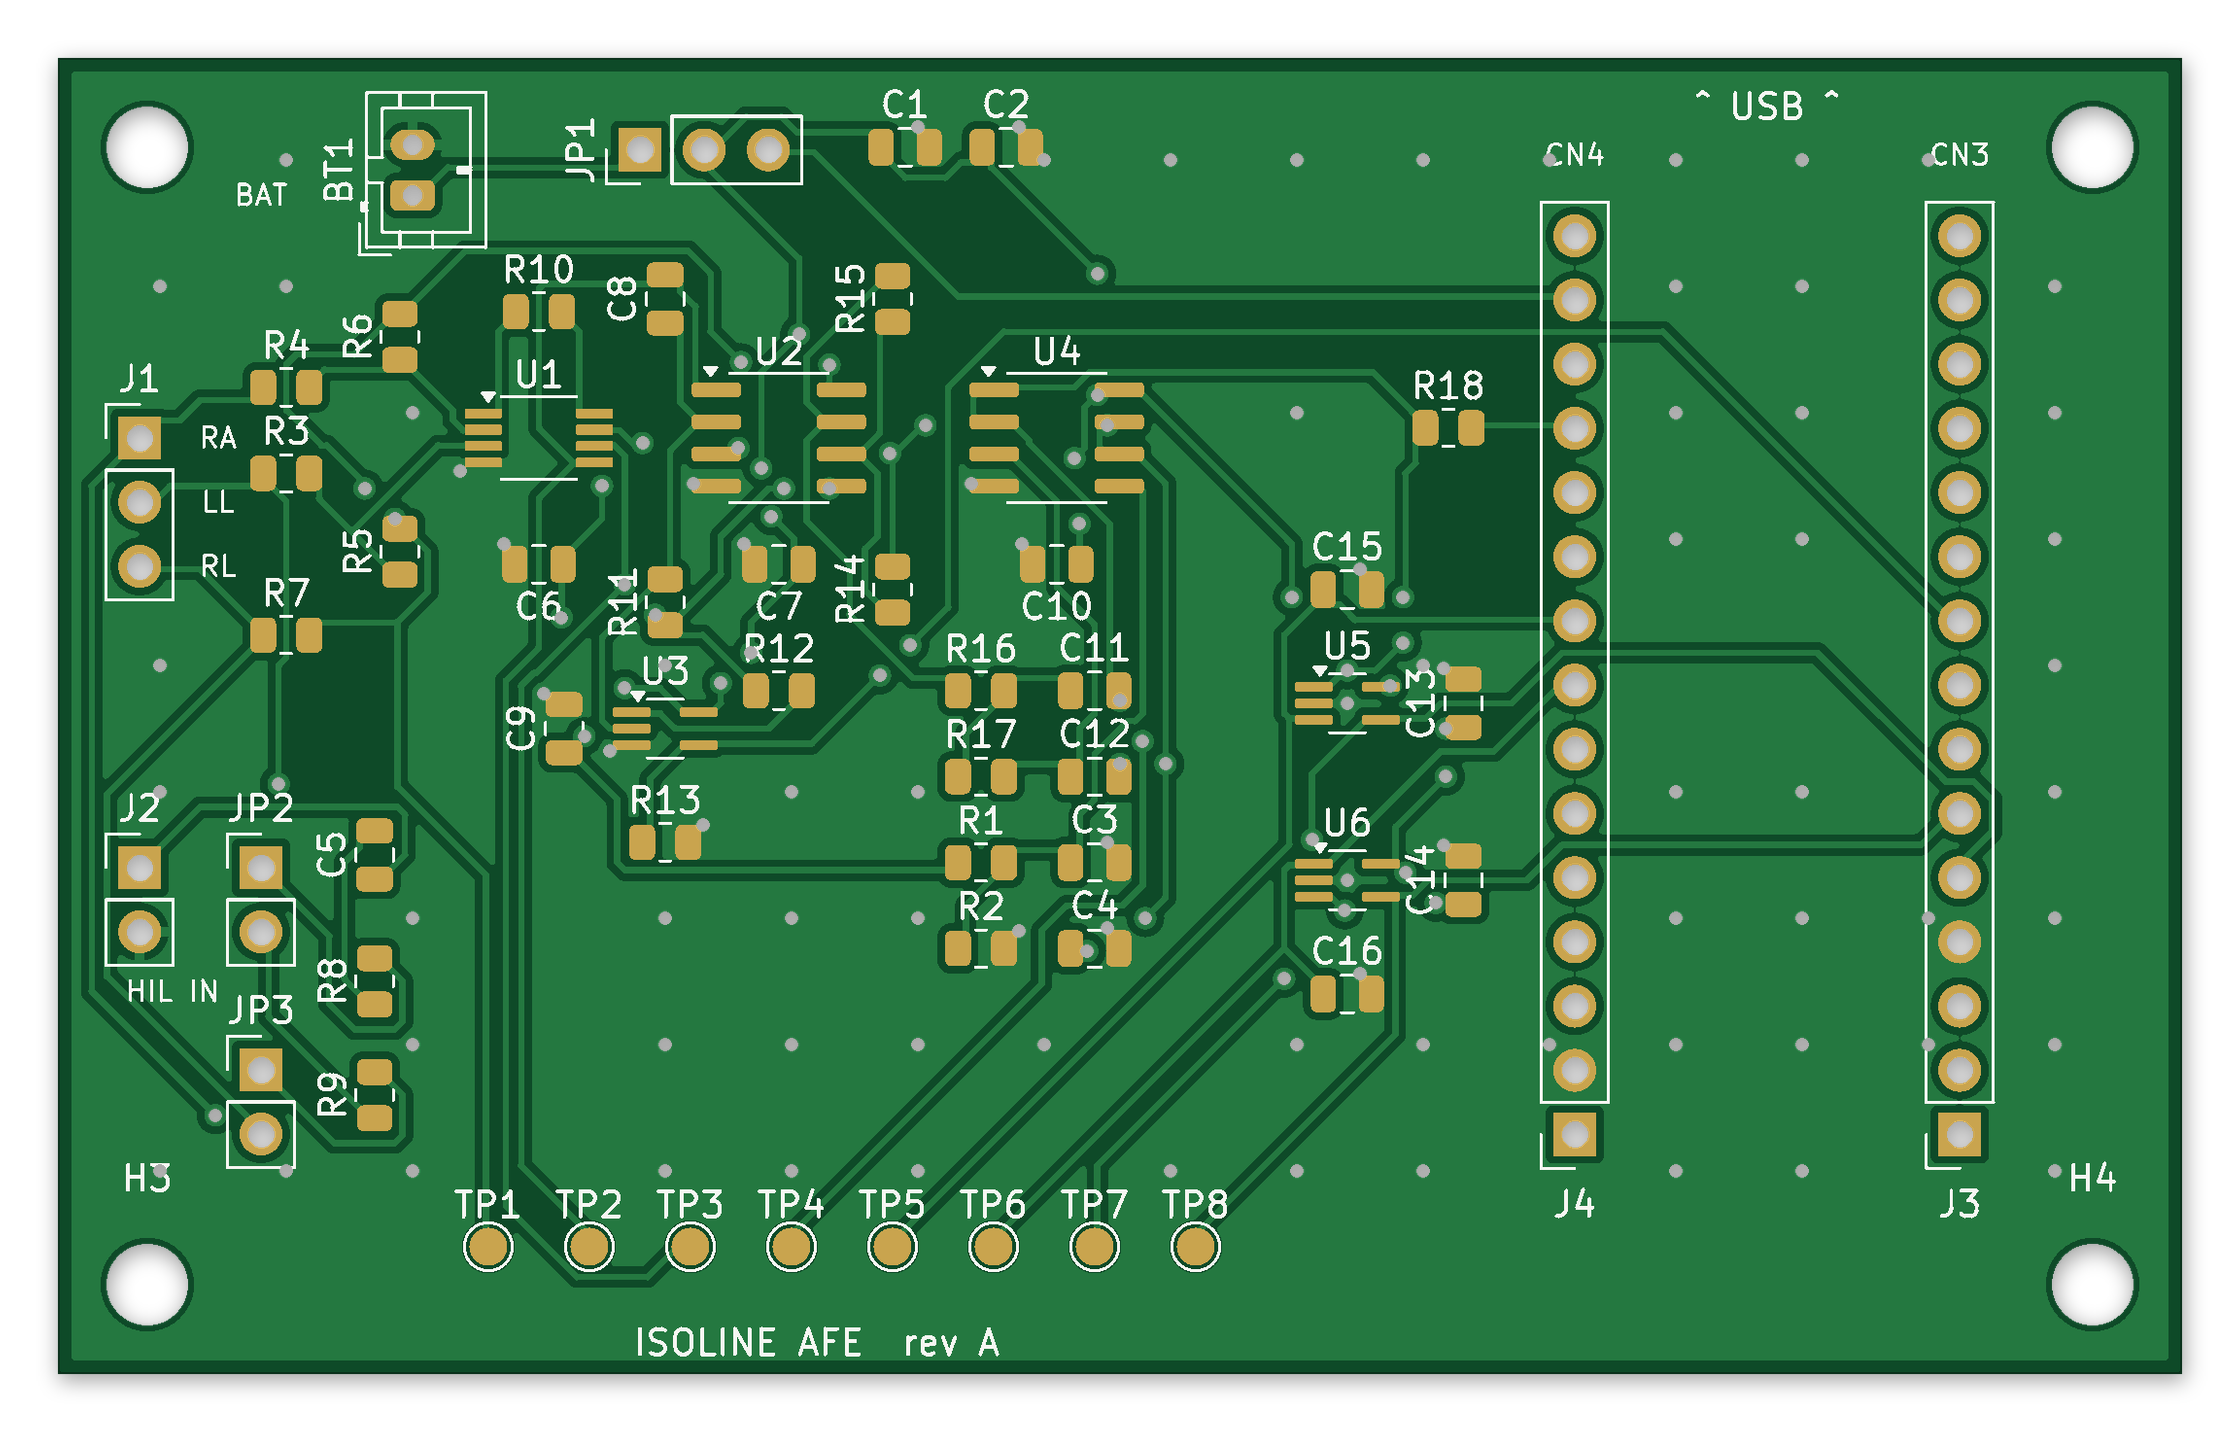 ^ USB ^
C1
C2
JP1
BT1
BAT
CN4
CN3
R10
C8
R15
R6
R4
U2
U4
U1
J1
R18
RA
R3
LL
R5
C15
RL
R7
R11
C6
C7
R14
C10
U3
R12
R16
C11
U5
C9
R17
C12
C13
R13
J2
JP2
R1
C3
U6
C5
C14
R2
C4
R8
C16
HIL IN
JP3
R9
H3
H4
TP1
TP2
TP3
TP4
TP5
TP6
TP7
TP8
J4
J3
ISOLINE AFE rev A